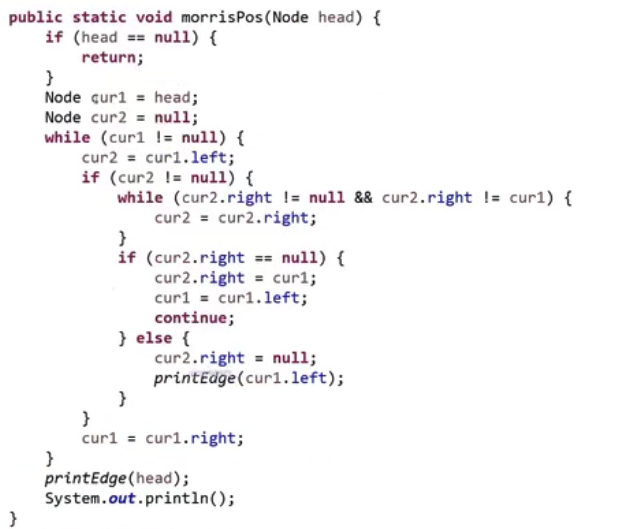 public static void morrisPos(Node head) {
    if (head == null) {
        return;
    }
    Node cur1 = head;
    Node cur2 = null;
    while (cur1 != null) {
        cur2 = cur1.left;
        if (cur2 != null) {
            while (cur2.right != null && cur2.right != cur1) {
                cur2 = cur2.right;
            }
            if (cur2.right == null) {
                cur2.right = cur1;
                cur1 = cur1.left;
                continue;
            } else {
                cur2.right = null;
                printEdge(cur1.left);
            }
        }
        cur1 = cur1.right;
    }
    printEdge(head);
    System.out.println();
}